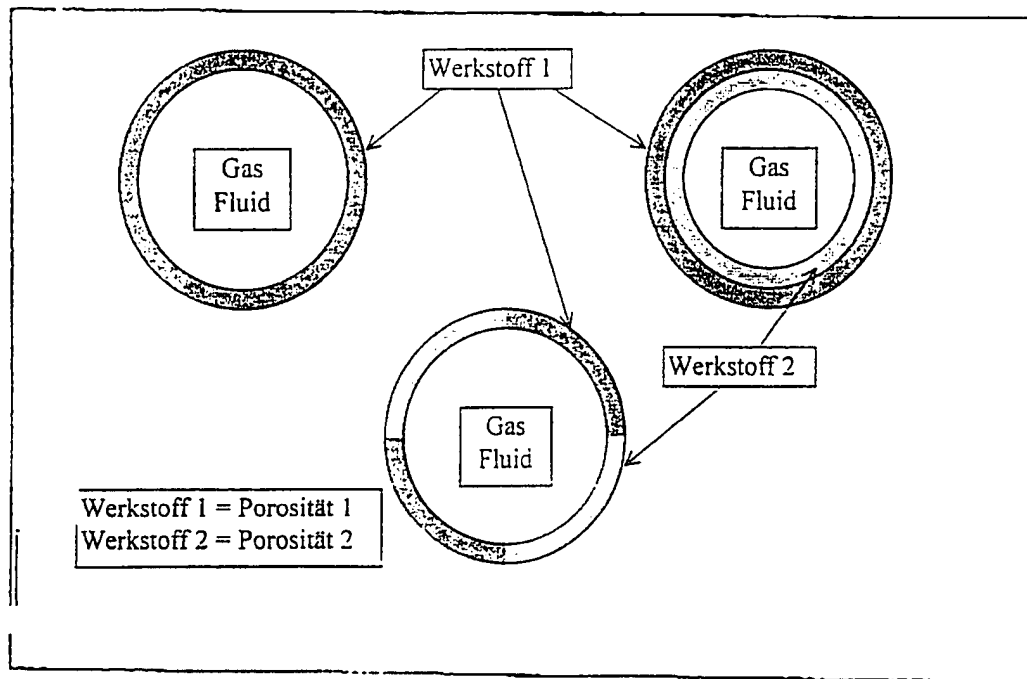 Werkstoff 1
Gas
Fluid
Gas
Fluid
Werkstoff 2
Gas
Fluid
Werkstoff 1 = Porosität 1
Werkstoff 2 = Porosität 2